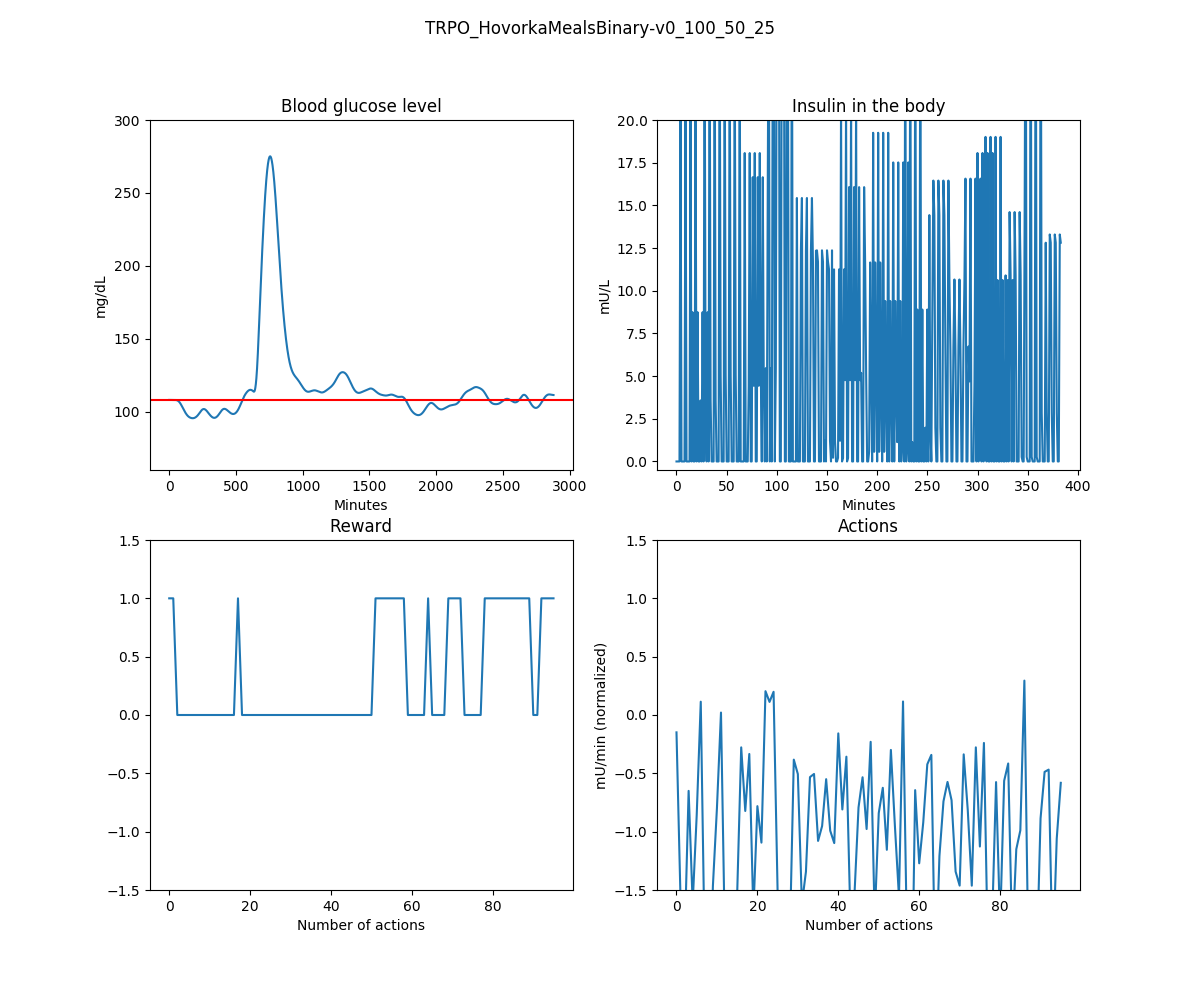 TRPO_HovorkaMealsBinary-v0_100_50_25
Blood glucose level
300
250
200
150
100
mg/dL
0 500 1000 1500 2000 2500 3000
Minutes
Insulin in the body
20.0
17.5
15.0
12.5
10.0
7.5
5.0
2.5
0.0
mU/L
0 50 100 150 200 250 300 350 400
Minutes
Reward
1.5
1.0
0.5
0.0
−0.5
−1.0
−1.5
0 20 40 60 80
Number of actions
Actions
1.5
1.0
0.5
0.0
−0.5
−1.0
−1.5
mU/min (normalized)
0 20 40 60 80
Number of actions